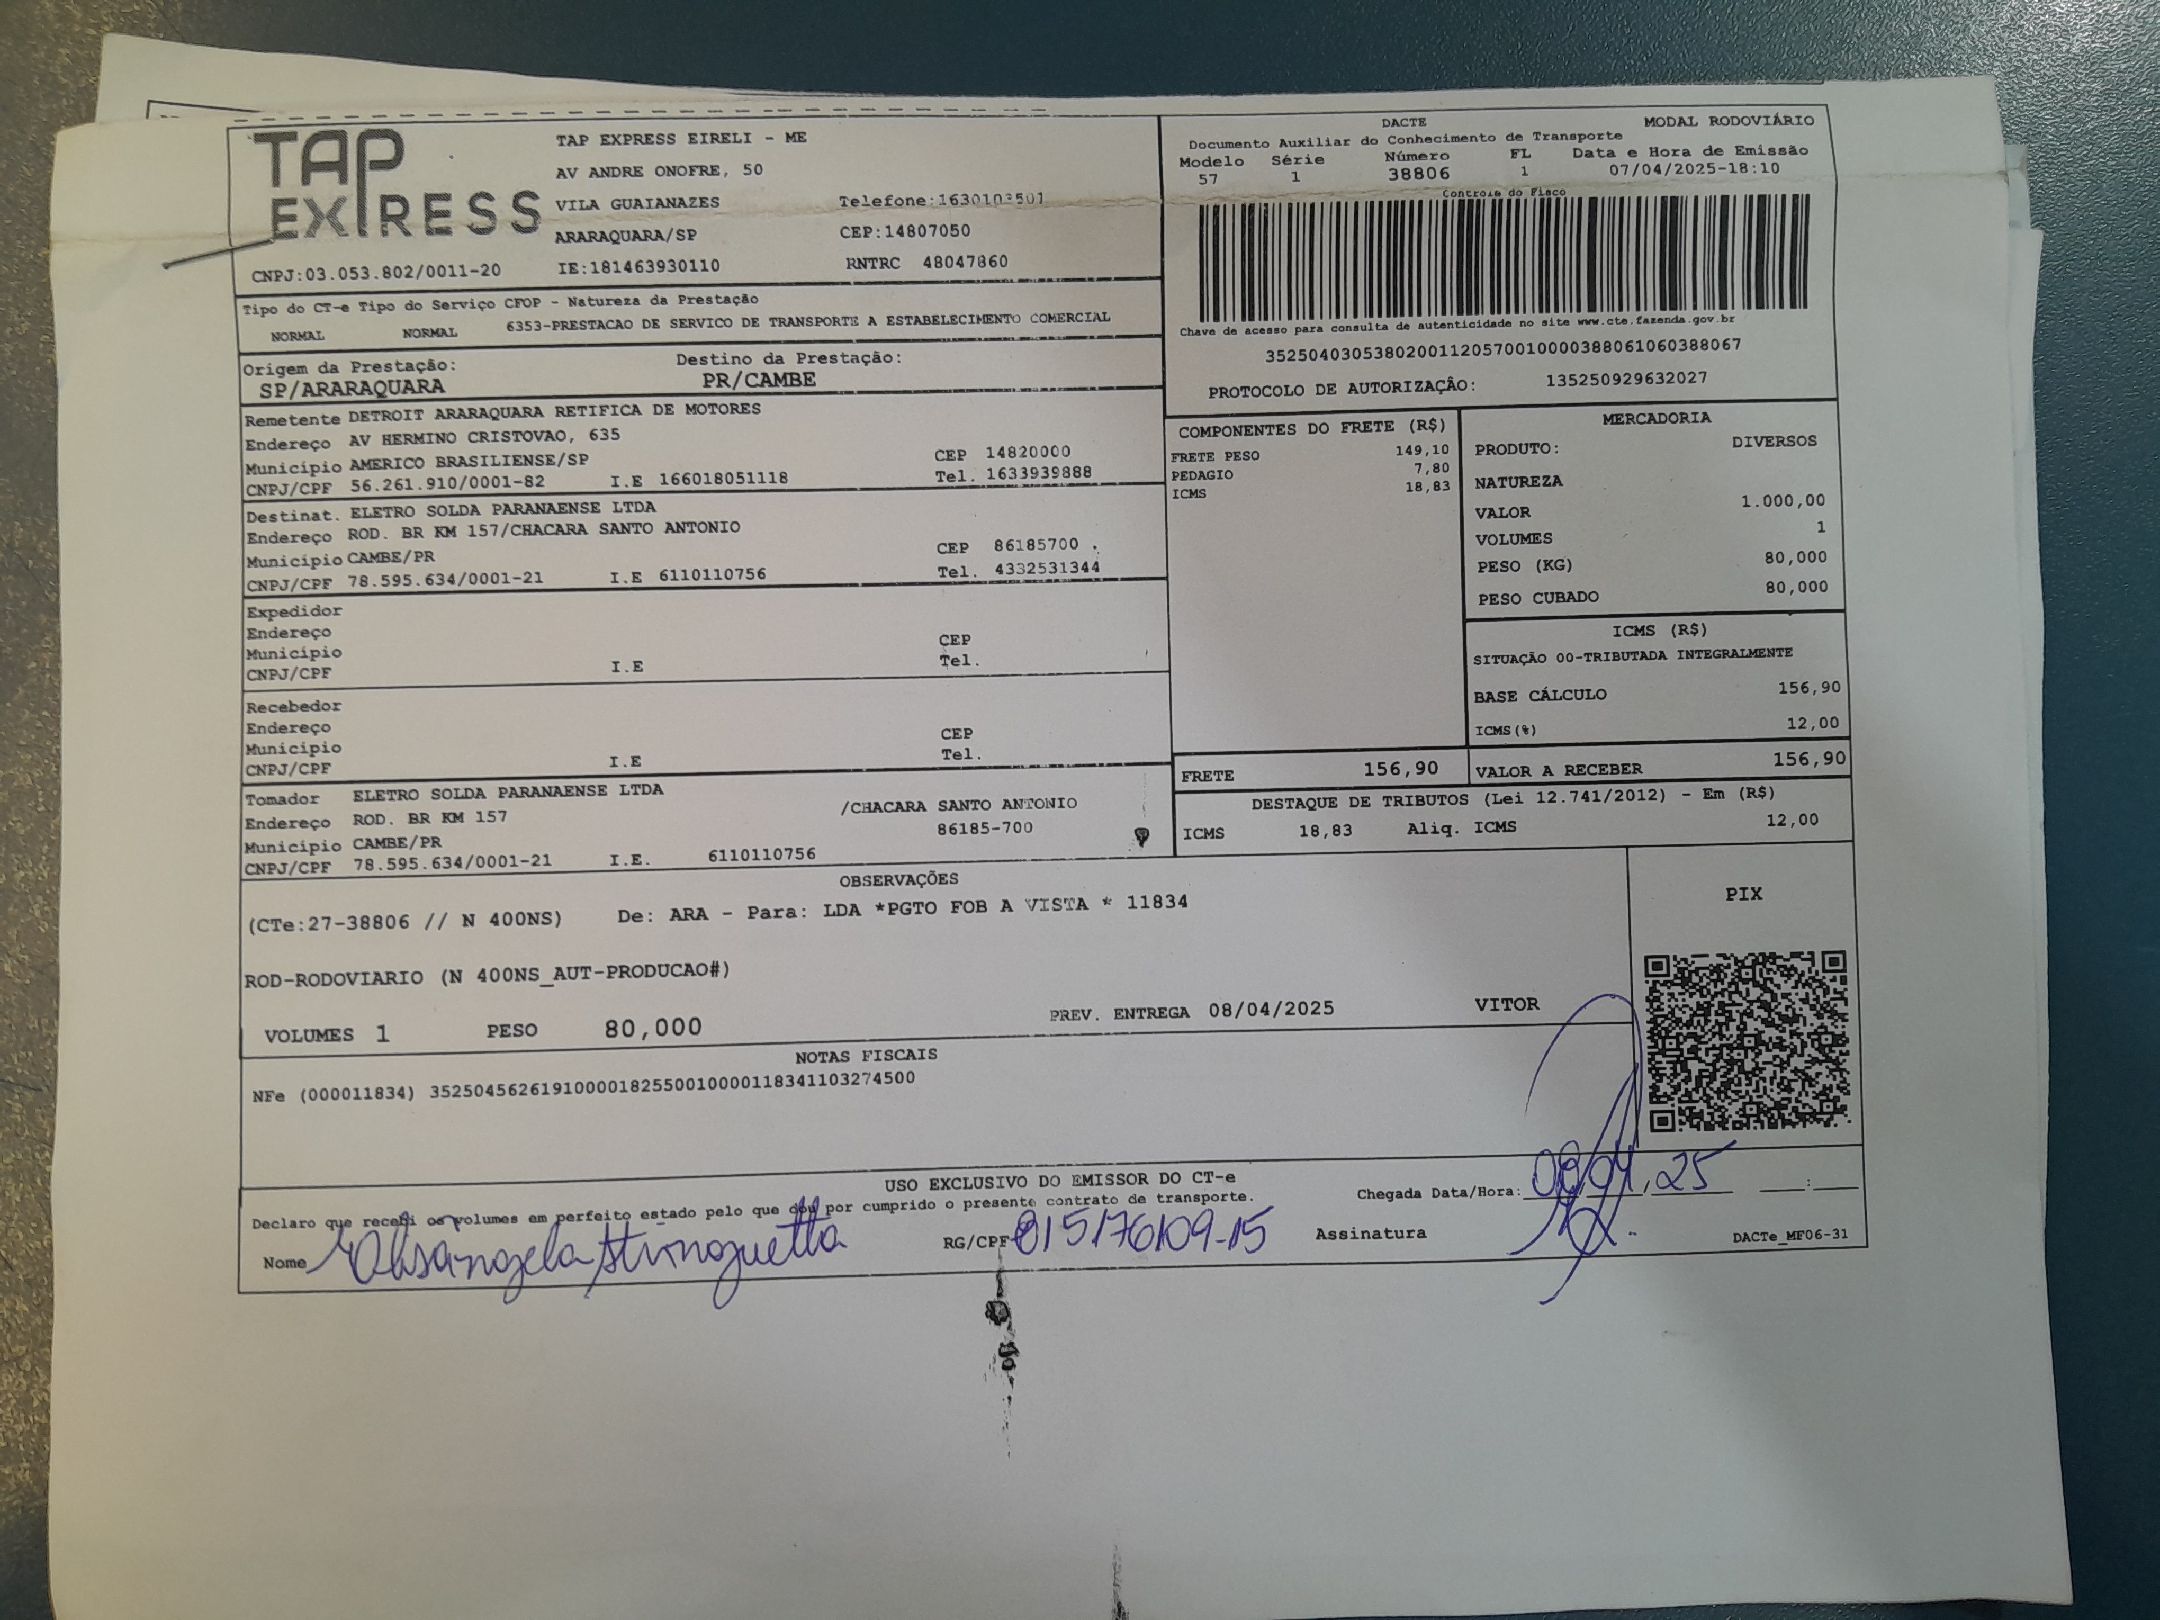 TAP EXPRESS
TAP EXPRESS EIRELI - ME
AV ANDRE ONOFRE, 50
VILA GUAIANAZES Telefone:1630103501
ARARAQUARA/SP CEP:14807050
CNPJ:03.053.802/0011-20 IE:181463930110 RNTRC 48047860
DACTE MODAL RODOVIÁRIO
Documento Auxiliar do Conhecimento de Transporte
Modelo Série Número FL Data e Hora de Emissão
57 1 38806 1 07/04/2025-18:10
Controle do Fisco
Chave de acesso para consulta de autenticidade no site www.cte.fazenda.gov.br
35250403053802001120570010000388061060388067
PROTOCOLO DE AUTORIZAÇÃO: 135250929632027
Tipo do CT-e Tipo do Serviço CFOP - Natureza da Prestação
NORMAL NORMAL 6353-PRESTACAO DE SERVICO DE TRANSPORTE A ESTABELECIMENTO COMERCIAL
Origem da Prestação: Destino da Prestação:
SP/ARARAQUARA PR/CAMBE
Remetente DETROIT ARARAQUARA RETIFICA DE MOTORES
Endereço AV HERMINO CRISTOVAO, 635
Município AMERICO BRASILIENSE/SP CEP 14820000
CNPJ/CPF 56.261.910/0001-82 I.E 166018051118 Tel. 1633939888
Destinat. ELETRO SOLDA PARANAENSE LTDA
Endereço ROD. BR KM 157/CHACARA SANTO ANTONIO
Município CAMBE/PR CEP 86185700
CNPJ/CPF 78.595.634/0001-21 I.E 6110110756 Tel. 4332531344
Expedidor
Endereço
Município CEP
CNPJ/CPF I.E Tel.
Recebedor
Endereço
Município CEP
CNPJ/CPF I.E Tel.
Tomador ELETRO SOLDA PARANAENSE LTDA
Endereço ROD. BR KM 157 /CHACARA SANTO ANTONIO
Município CAMBE/PR 86185-700
CNPJ/CPF 78.595.634/0001-21 I.E. 6110110756
COMPONENTES DO FRETE (R$)
FRETE PESO 149,10
PEDAGIO 7,80
ICMS 18,83
MERCADORIA
PRODUTO: DIVERSOS
NATUREZA
VALOR 1.000,00
VOLUMES 1
PESO (KG) 80,000
PESO CUBADO 80,000
ICMS (R$)
SITUAÇÃO 00-TRIBUTADA INTEGRALMENTE
BASE CÁLCULO 156,90
ICMS(%) 12,00
FRETE 156,90 VALOR A RECEBER 156,90
DESTAQUE DE TRIBUTOS (Lei 12.741/2012) - Em (R$)
ICMS 18,83 Aliq. ICMS 12,00
OBSERVAÇÕES
(CTe:27-38806 // N 400NS) De: ARA - Para: LDA *PGTO FOB A VISTA * 11834
ROD-RODOVIARIO (N 400NS_AUT-PRODUCAO#)
VOLUMES 1 PESO 80,000 PREV. ENTREGA 08/04/2025 VITOR
PIX
NOTAS FISCAIS
NFe (000011834) 35250456261910000182550010000118341103274500
USO EXCLUSIVO DO EMISSOR DO CT-e
Declaro que recebi os volumes em perfeito estado pelo que dou por cumprido o presente contrato de transporte.
Chegada Data/Hora: 08,04,25
Nome RG/CPF 815176109-15 Assinatura
DACTe_MF06-31